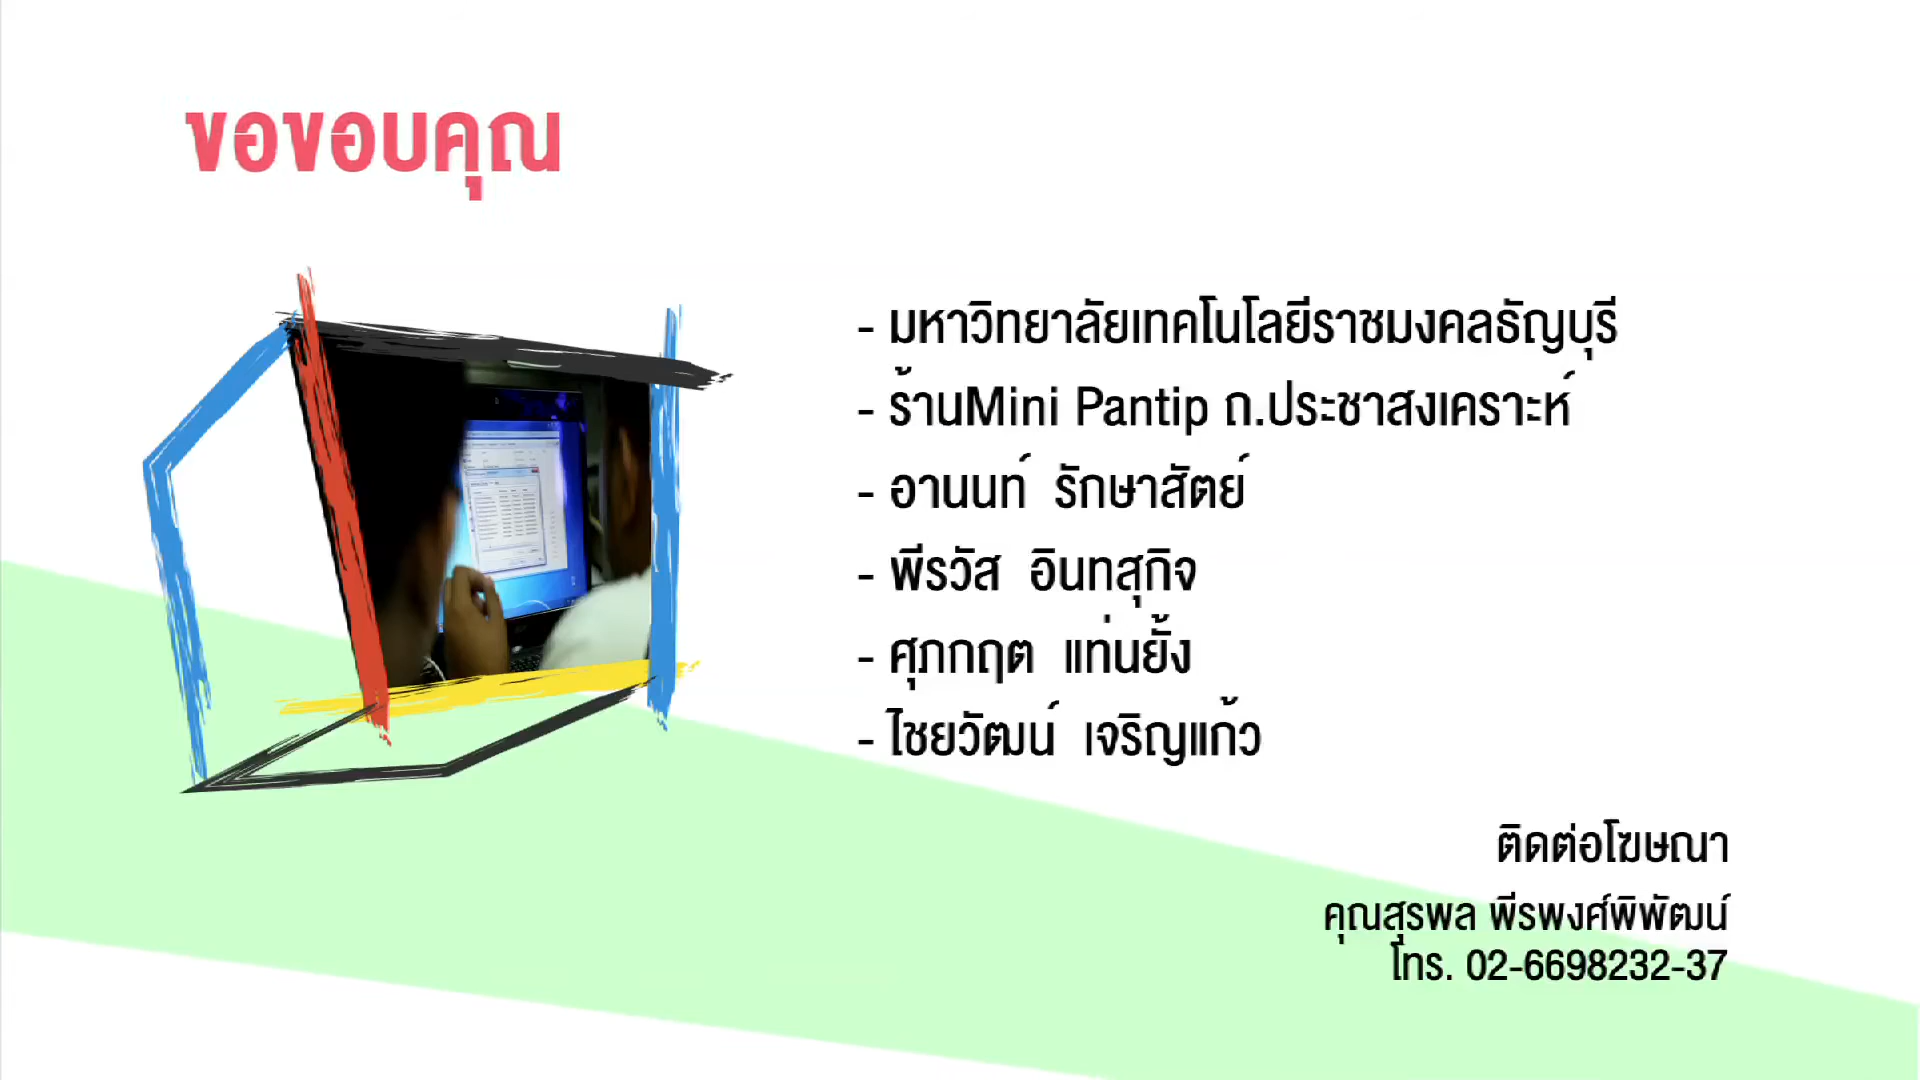 ขอขอบคุณ
- มหาวิทยาลัยเทคโนโลยีราชมงคลธัญบุรี
- ร้านMini Pantip ถ.ประชาสงเคราะห์
- อานนท์ รักษาสัตย์
- พีรวัส อินทสุกิจ
- ศุภกฤต แท่นยั้ง
- ไชยวัฒน์ เจริญแก้ว
ติดต่อโฆษณา
คุณสุรพล พีรพงศ์พิพัฒน์
โทร. 02-6698232-37